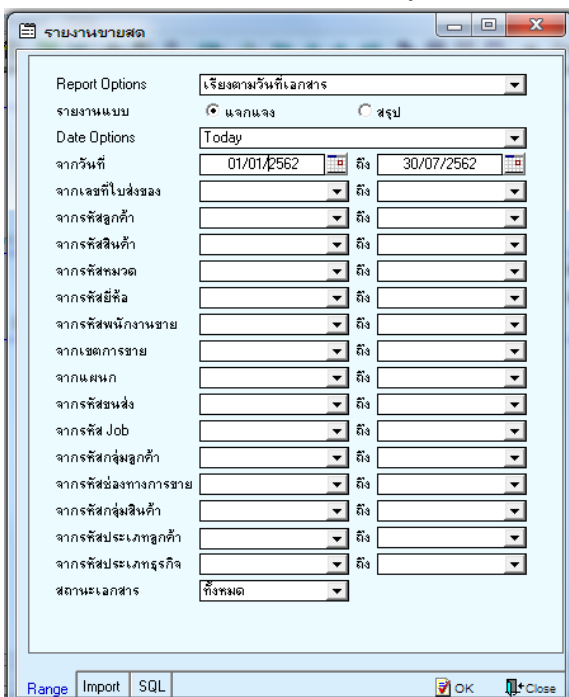 รายงานขายสด
Report Options เรียงตามวันที่เอกสาร
รายงานแบบ แจกแจง สรุป
Date Options Today
จากวันที่ 01/01/2562 ถึง 30/07/2562
จากเลขที่ใบส่งของ ถึง
จากรหัสลูกค้า ถึง
จากรหัสสินค้า ถึง
จากรหัสหมวด ถึง
จากรหัสยี่ห้อ ถึง
จากรหัสพนักงานขาย ถึง
จากเขตการขาย ถึง
จากแผนก ถึง
จากรหัสขนส่ง ถึง
จากรหัส Job ถึง
จากรหัสกลุ่มลูกค้า ถึง
จากรหัสช่องทางการขาย ถึง
จากรหัสกลุ่มสินค้า ถึง
จากรหัสประเภทลูกค้า ถึง
จากรหัสประเภทธุรกิจ ถึง
สถานะเอกสาร ทั้งหมด
Range Import SQL OK Close